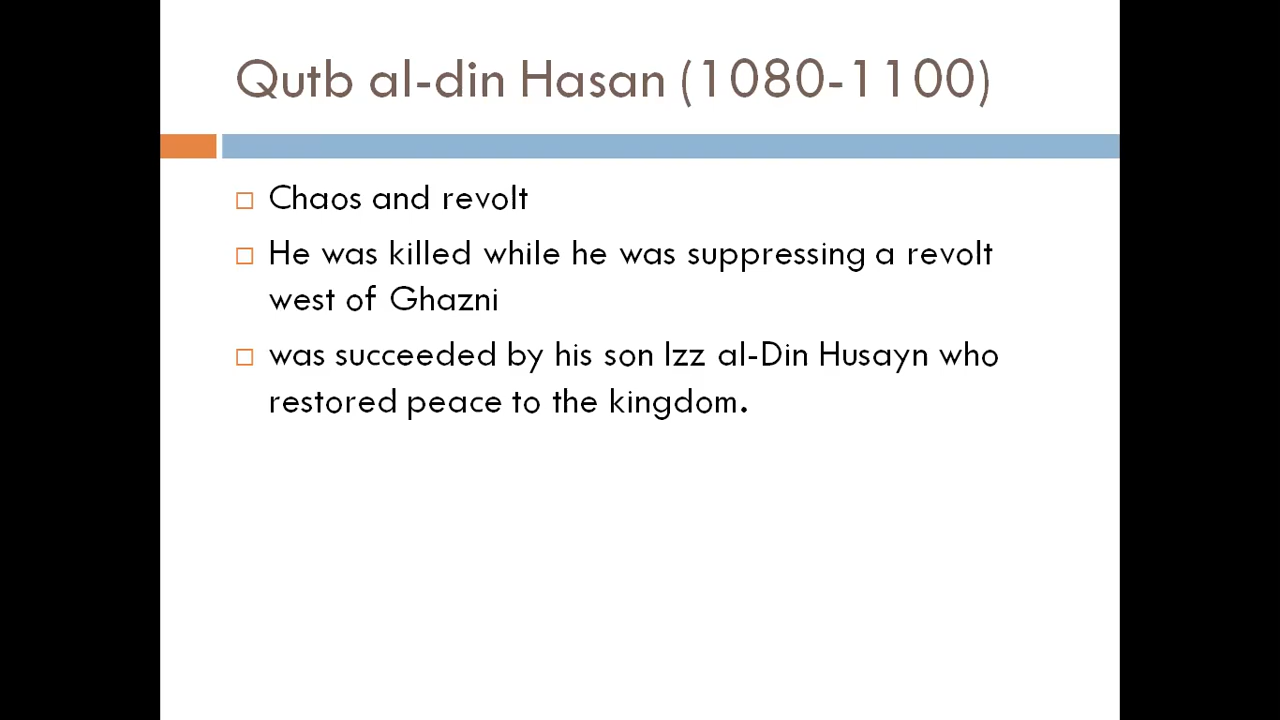 Qutb al-din Hasan (1080-1100)
Chaos and revolt
He was killed while he was suppressing a revolt
west of Ghazni
was succeeded by his son Izz al-Din Husayn who
restored peace to the kingdom.